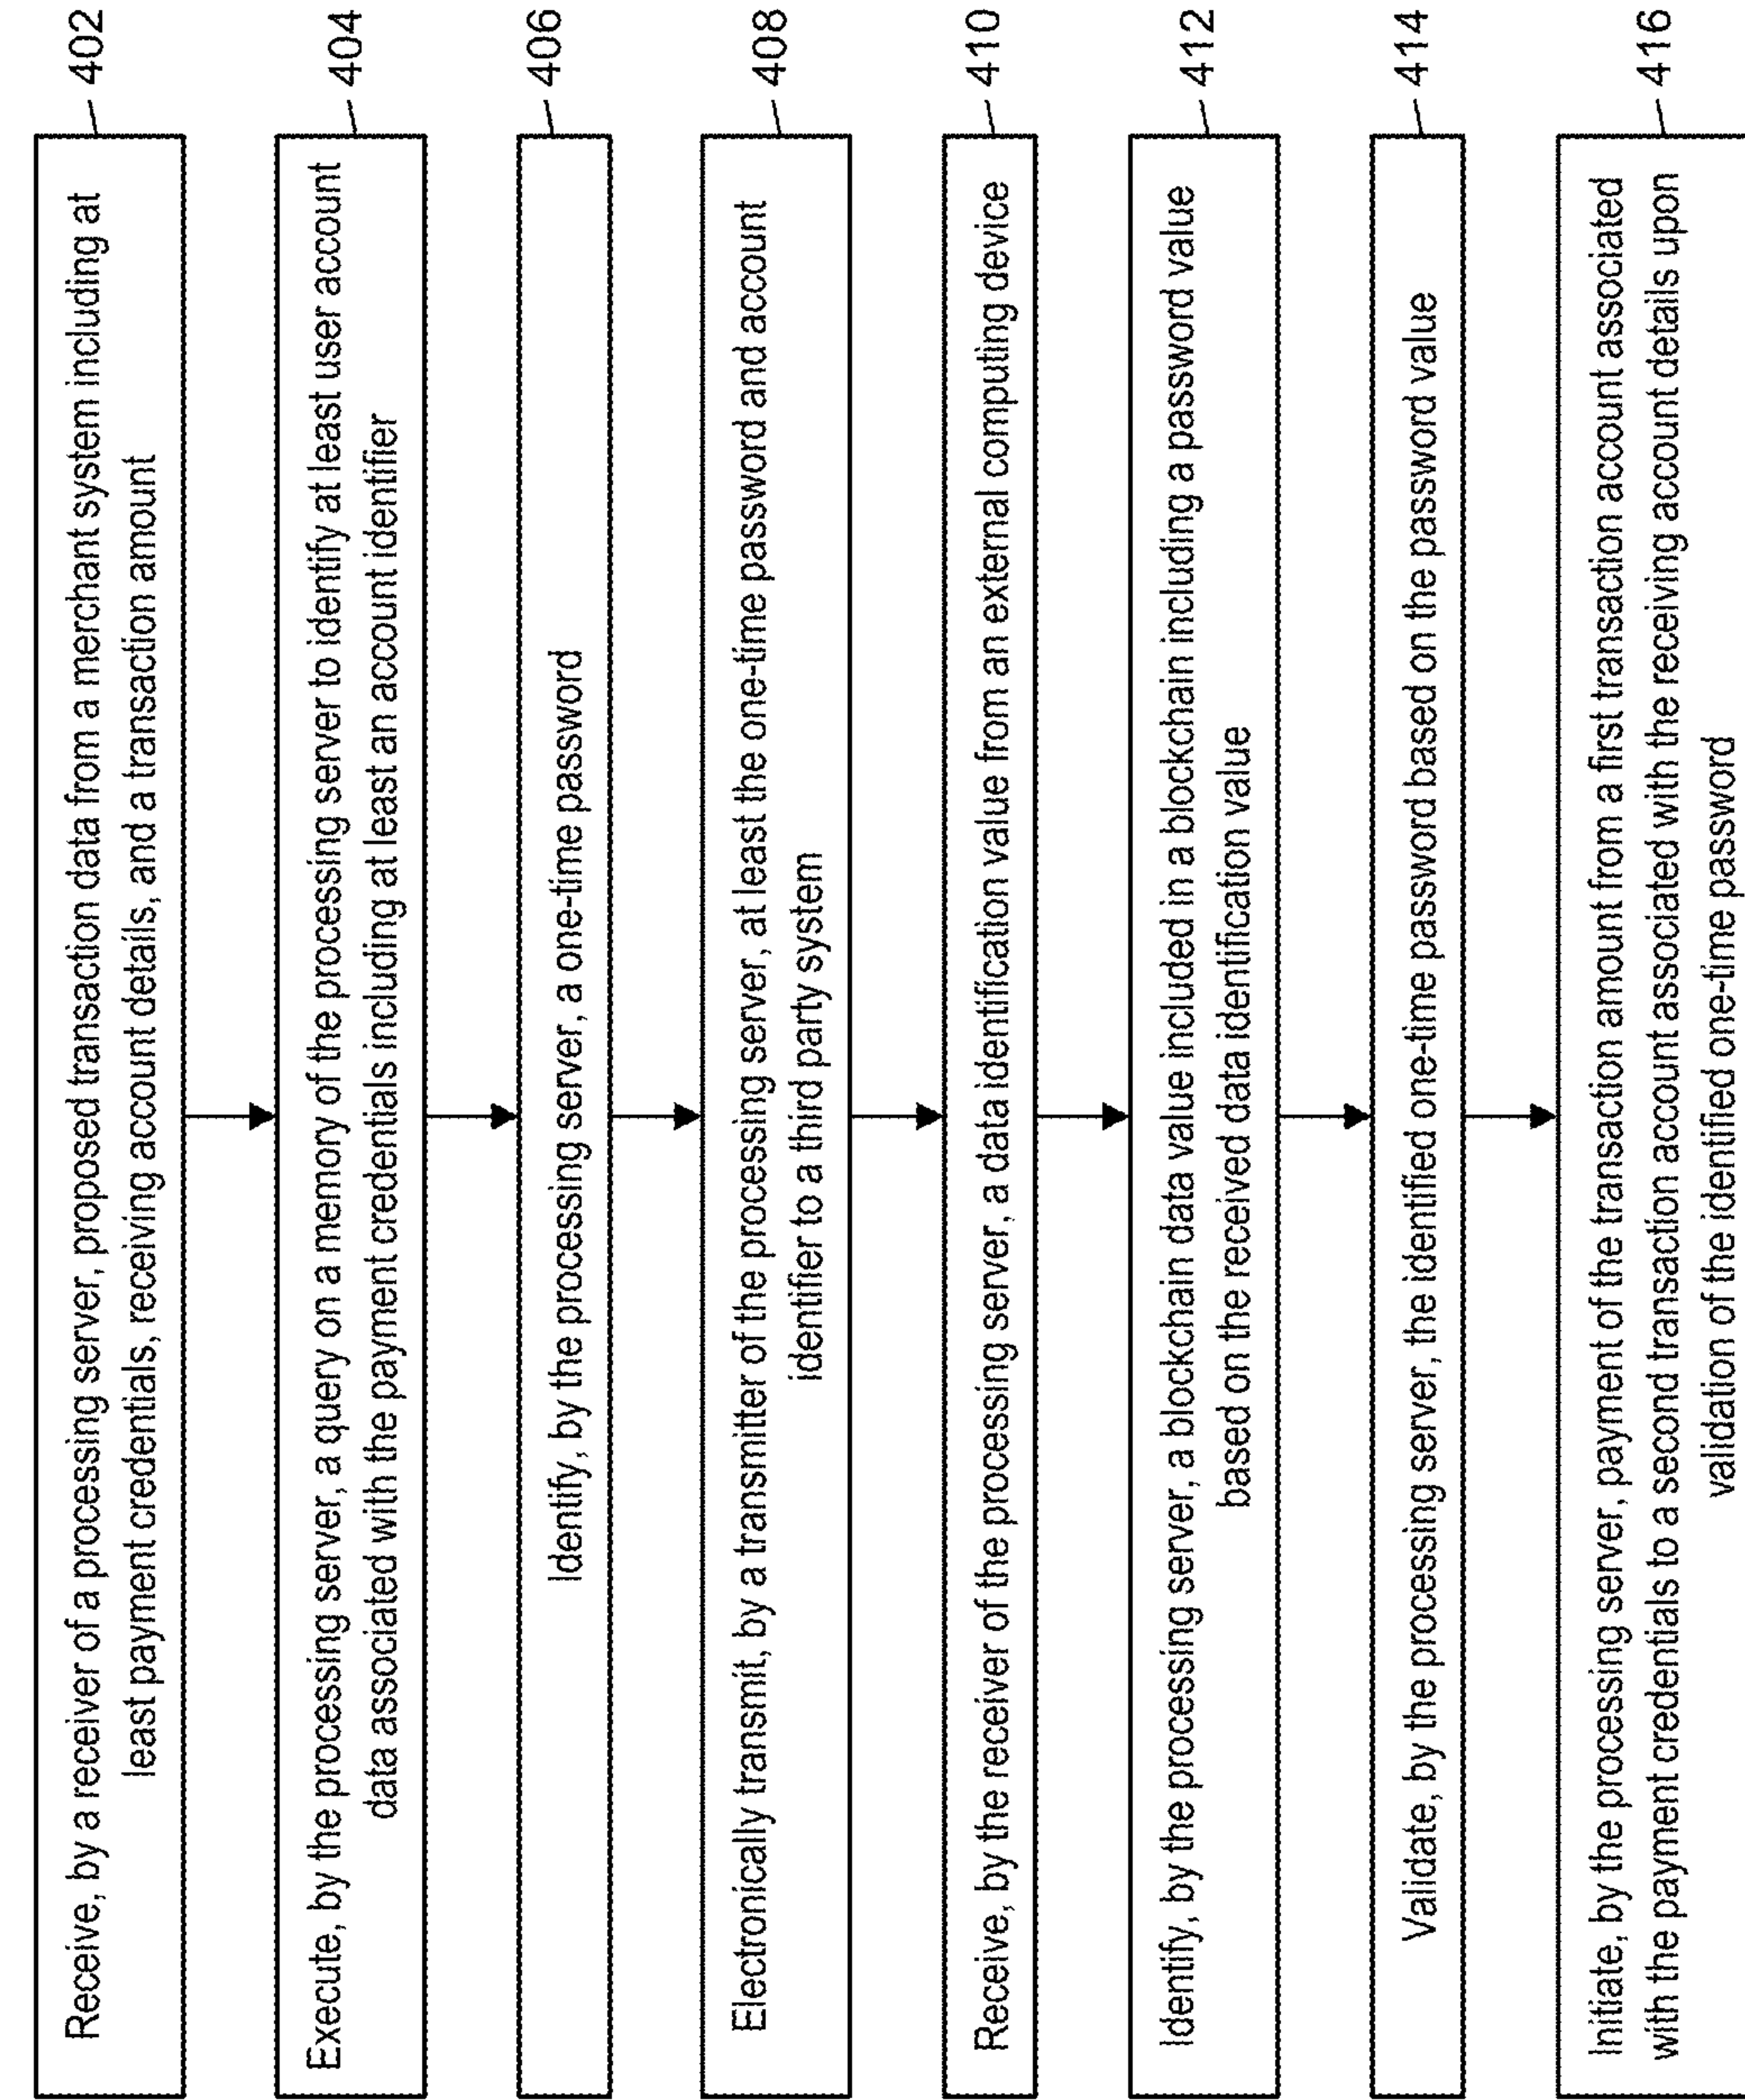 Receive, by a receiver of a processing server, proposed transaction data from a merchant system including at
least payment credentials, receiving account details, and a transaction amount
402
Execute, by the processing server, a query on a memory of the processing server to identify at least user account
data associated with the payment credentials including at least an account identifier
404
Identify, by the processing server, a one-time password
406
Electronically transmit, by a transmitter of the processing server, at least the one-time password and account
identifier to a third party system
408
Receive, by the receiver of the processing server, a data identification value from an external computing device
410
Identify, by the processing server, a blockchain data value included in a blockchain including a password value
based on the received data identification value
412
Validate, by the processing server, the identified one-time password based on the password value
414
Initiate, by the processing server, payment of the transaction amount from a first transaction account associated
with the payment credentials to a second transaction account associated with the receiving account details upon
validation of the identified one-time password
416